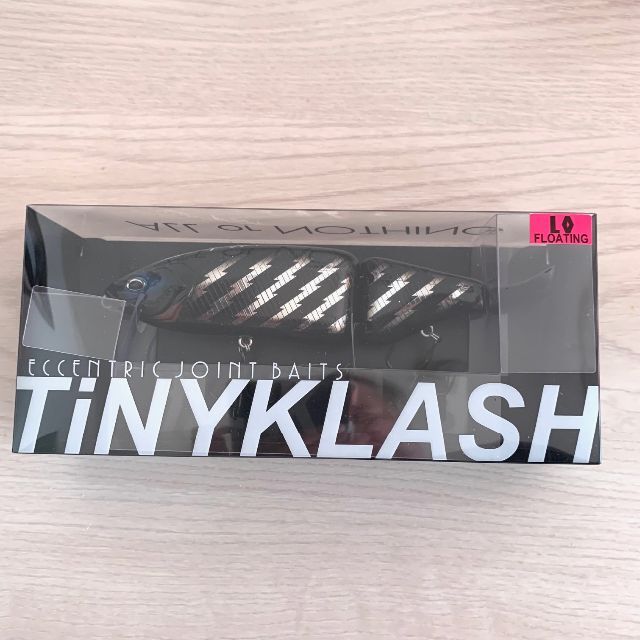 ALL or NOTHING
LO
FLOATING
ECCENTRIC JOINT BAITS
TiNYKLASH